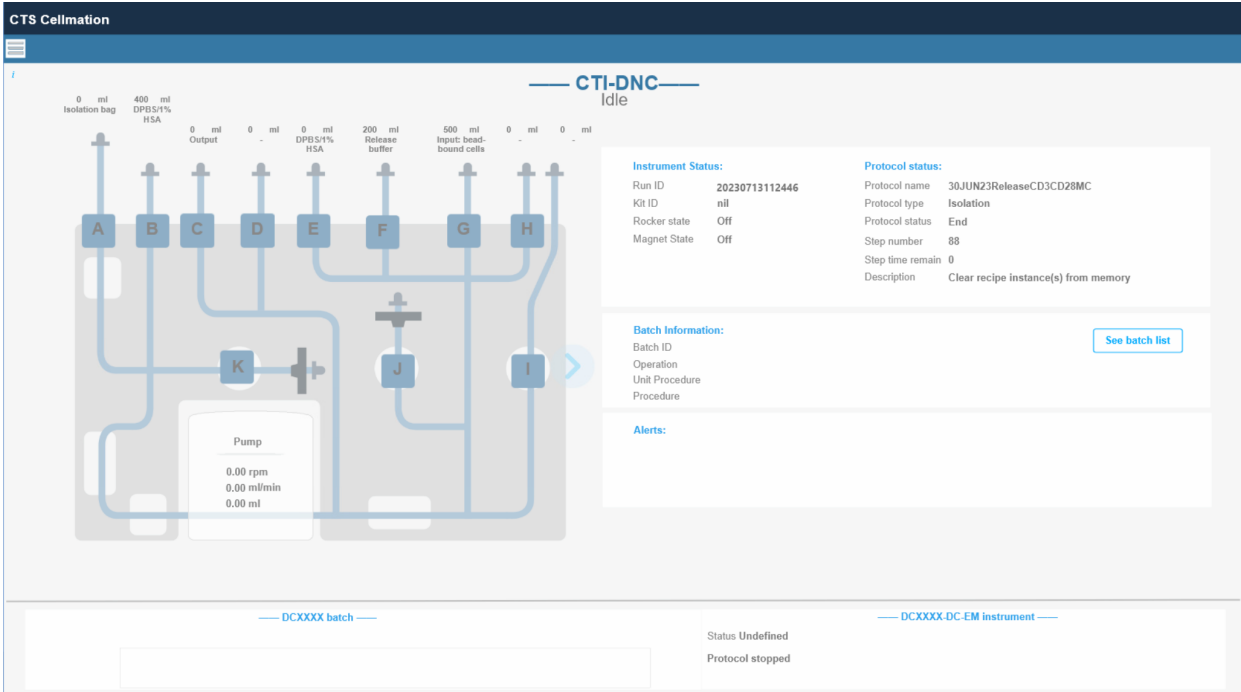 CTS Cellmation
i
CTI-DNC
Idle
0 ml
Isolation bag
400 ml
DPBS/1%
HSA
0 ml
Output
0 ml
-
0 ml
DPBS/1%
HSA
200 ml
Release
buffer
500 ml
Input: bead-
bound cells
0 ml
-
0 ml
-
A
B
C
D
E
F
G
H
K
J
I
Pump
0.00 rpm
0.00 ml/min
0.00 ml
Instrument Status:
Run ID 20230713112446
Kit ID nil
Rocker state Off
Magnet State Off
Protocol status:
Protocol name 30JUN23ReleaseCD3CD28MC
Protocol type Isolation
Protocol status End
Step number 88
Step time remain 0
Description Clear recipe instance(s) from memory
Batch Information:
Batch ID
Operation
Unit Procedure
Procedure
See batch list
Alerts:
DCXXXX batch
DCXXXX-DC-EM instrument
Status Undefined
Protocol stopped